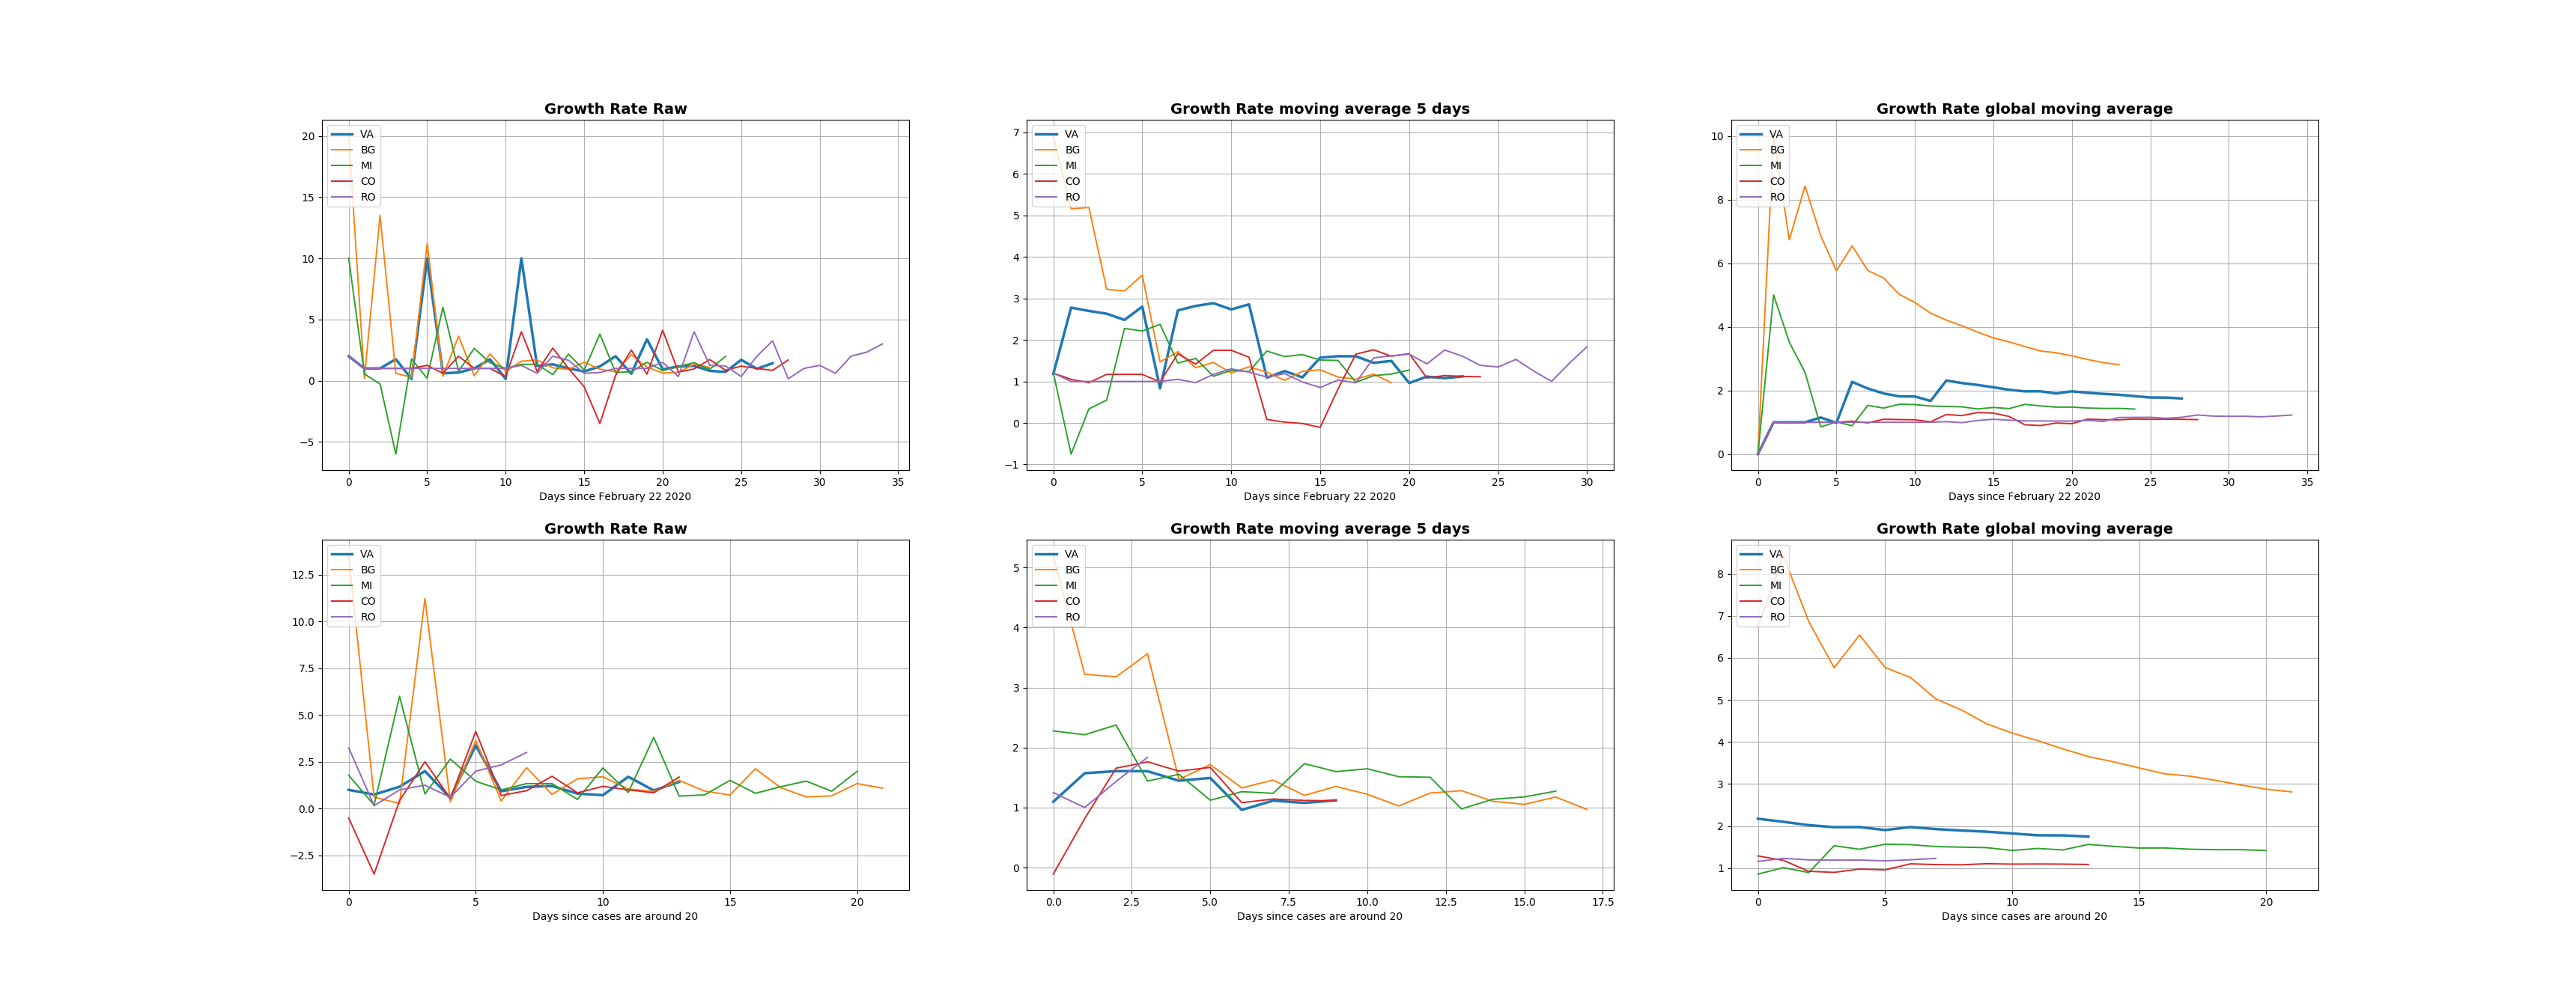 Growth Rate Raw
20
15
10
5
0
−5
VA
BG
MI
CO
RO
0 5 10 15 20 25 30 35
Days since February 22 2020
Growth Rate moving average 5 days
7
6
5
4
3
2
1
0
−1
VA
BG
MI
CO
RO
0 5 10 15 20 25 30
Days since February 22 2020
Growth Rate global moving average
10
8
6
4
2
0
VA
BG
MI
CO
RO
0 5 10 15 20 25 30 35
Days since February 22 2020
Growth Rate Raw
12.5
10.0
7.5
5.0
2.5
0.0
−2.5
VA
BG
MI
CO
RO
0 5 10 15 20
Days since cases are around 20
Growth Rate moving average 5 days
5
4
3
2
1
0
VA
BG
MI
CO
RO
0.0 2.5 5.0 7.5 10.0 12.5 15.0 17.5
Days since cases are around 20
Growth Rate global moving average
8
7
6
5
4
3
2
1
VA
BG
MI
CO
RO
0 5 10 15 20
Days since cases are around 20